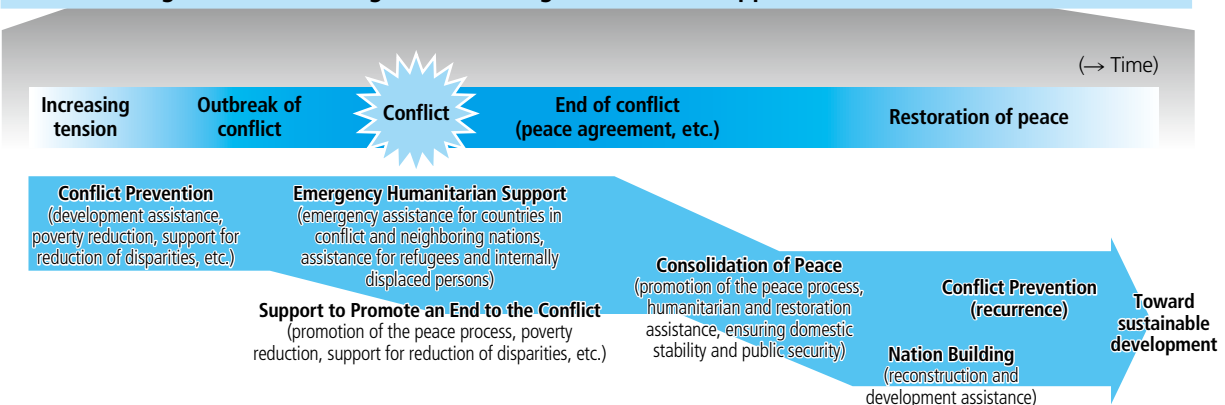 (→ Time)
Increasing
tension
Outbreak of
conflict
Conflict
End of conflict
(peace agreement, etc.)
Restoration of peace
Conflict Prevention
(development assistance,
poverty reduction, support for
reduction of disparities, etc.)
Emergency Humanitarian Support
(emergency assistance for countries in
conflict and neighboring nations,
assistance for refugees and internally
displaced persons)
Support to Promote an End to the Conflict
(promotion of the peace process, poverty
reduction, support for reduction of disparities, etc.)
Consolidation of Peace
(promotion of the peace process,
humanitarian and restoration
assistance, ensuring domestic
stability and public security)
Conflict Prevention
(recurrence)
Nation Building
(reconstruction and
development assistance)
Toward
sustainable
development